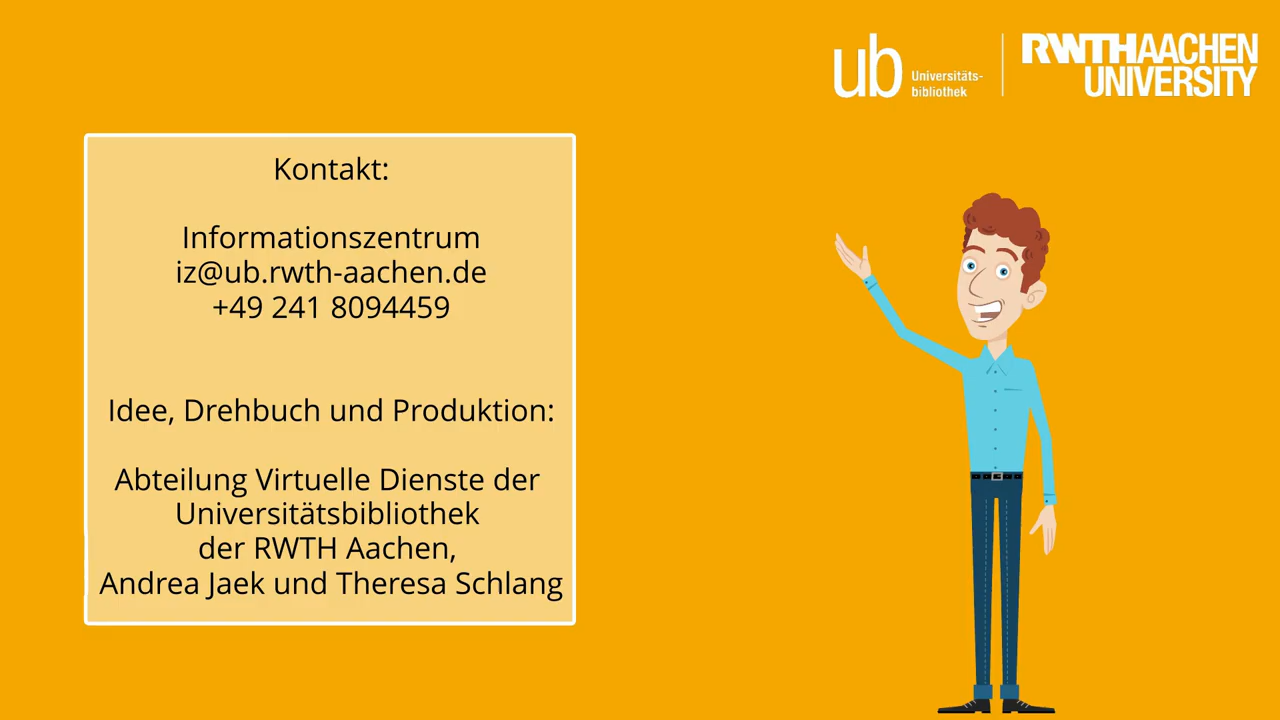 ub Universitäts-
bibliothek
RWTHAACHEN
UNIVERSITY
Kontakt:
Informationszentrum
iz@ub.rwth-aachen.de
+49 241 8094459
Idee, Drehbuch und Produktion:
Abteilung Virtuelle Dienste der
Universitätsbibliothek
der RWTH Aachen,
Andrea Jaek und Theresa Schlang